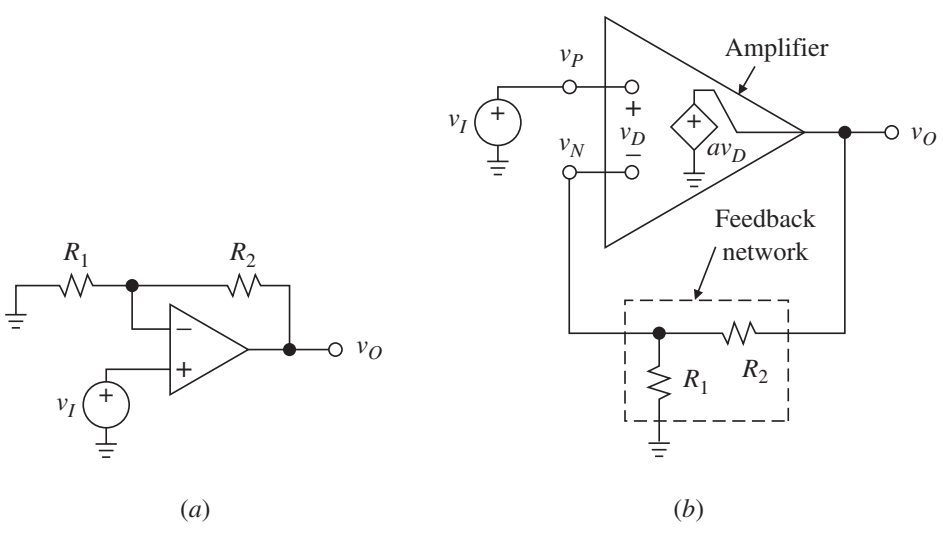 R1
R2
−
+
vO
+
vI
(a)
Amplifier
vP
+
vI
+
vD
−
vN
+
avD
vO
Feedback
network
R1
R2
(b)